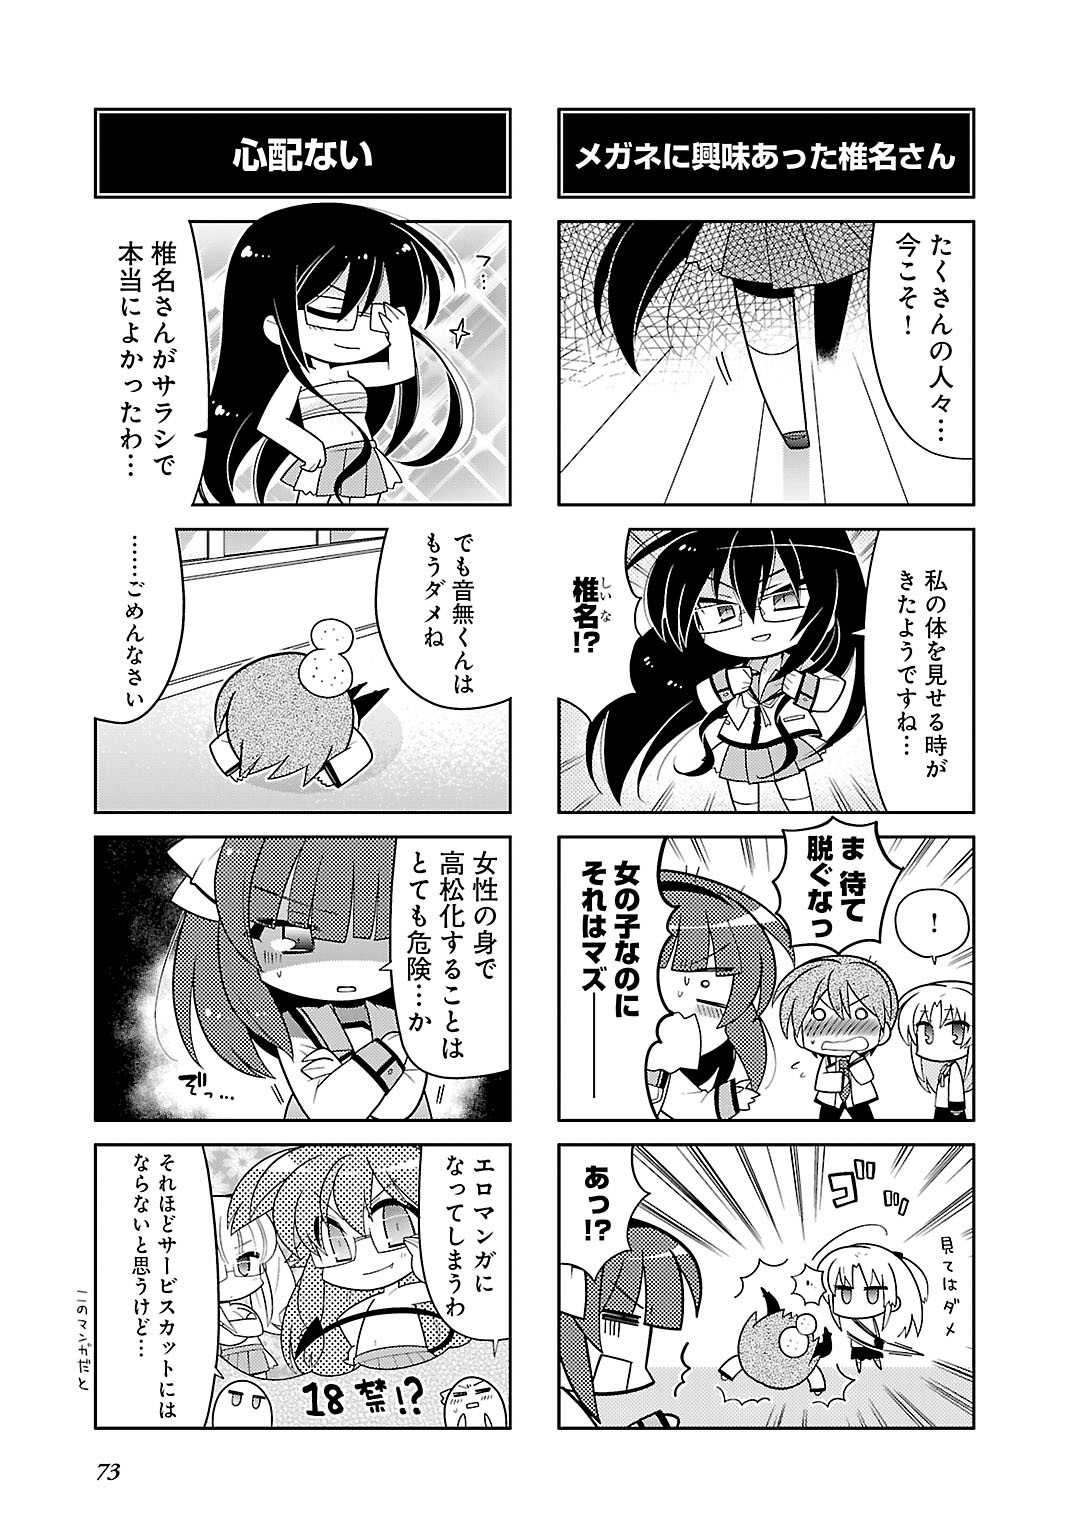 メガネに興味あった椎名さん
たくさんの人々…
今こそ！
私の体を見せる時が
きたようですね…
椎名!?
しいな
！
ま 待て
脱ぐなっ
女の子なのに
それはマズ――
ゴッ
見てはダメ
あっ!?
心配ない
フ…
椎名さんがサラシで
本当によかったわ…
でも音無くんは
もうダメね
……ごめんなさい
女性の身で
高松化することは
とても危険…か
ぞっ…
エロマンガに
なってしまうわ
18禁!?
それほどサービスカットには
ならないと思うけど…
このマンガだと
73